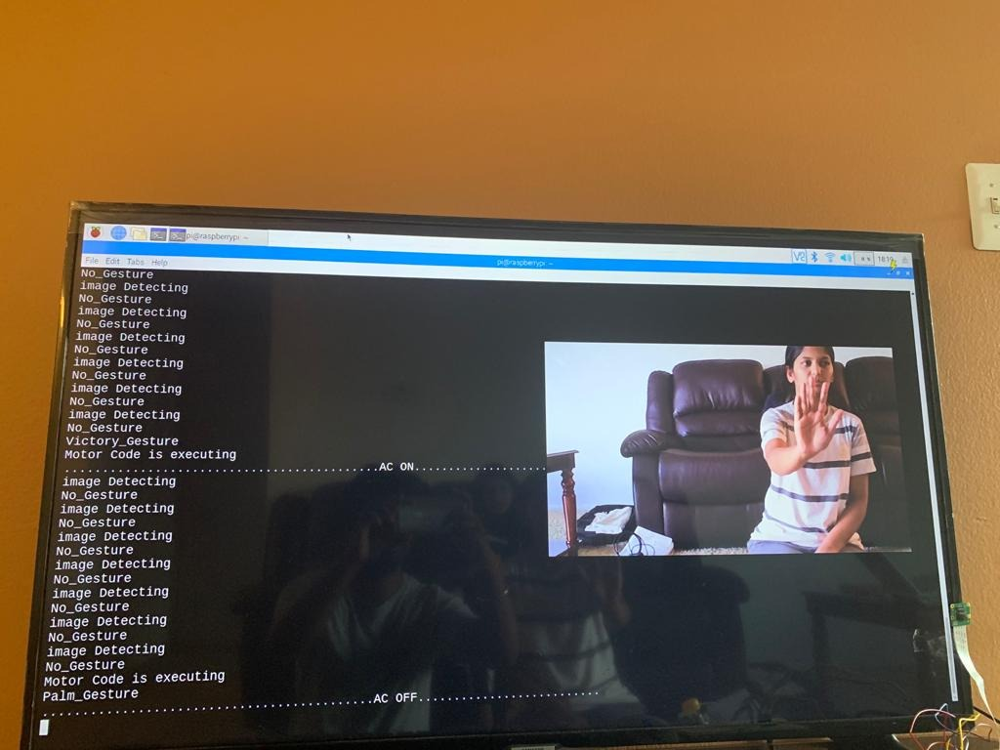 pi@raspberrypi: ~
V2
18:19
File Edit Tabs Help
pi@raspberrypi: ~
No_Gesture
image Detecting
No_Gesture
image Detecting
No_Gesture
image Detecting
No_Gesture
image Detecting
No_Gesture
image Detecting
No_Gesture
image Detecting
No_Gesture
Victory_Gesture
Motor Code is executing
..............................................AC ON...................
image Detecting
No_Gesture
image Detecting
No_Gesture
image Detecting
No_Gesture
image Detecting
No_Gesture
image Detecting
No_Gesture
image Detecting
No_Gesture
image Detecting
No_Gesture
Motor Code is executing
Palm_Gesture
..............................................AC OFF..........................